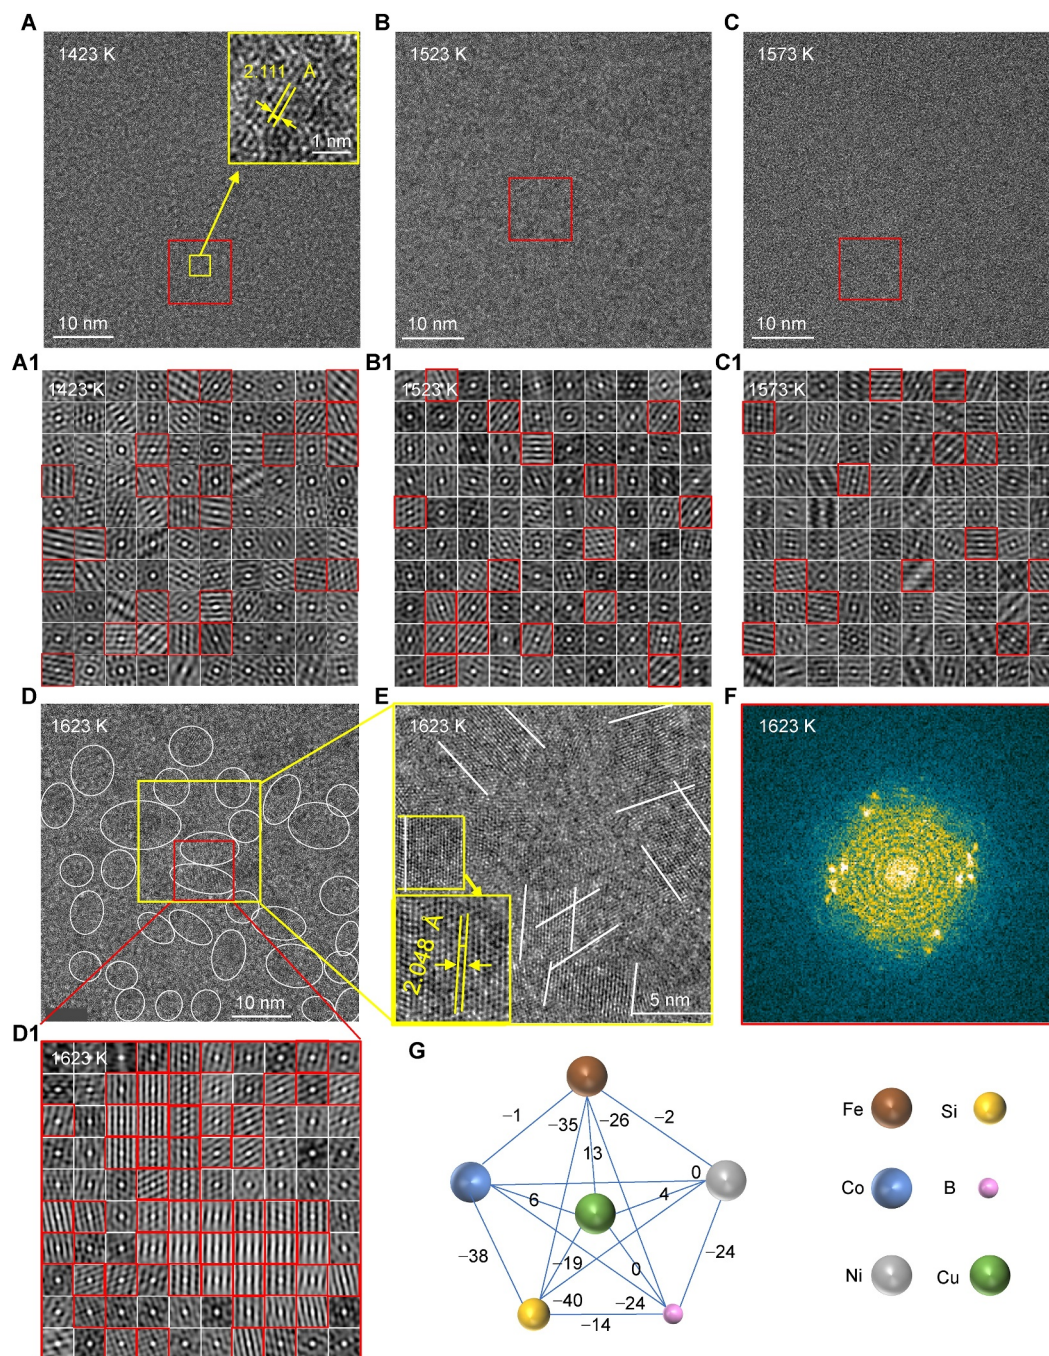 A
1423 K
2.111 Å
1 nm
10 nm
B
1523 K
10 nm
C
1573 K
10 nm
A1
1423 K
B1
1523 K
C1
1573 K
D
1623 K
10 nm
E
1623 K
2.048 Å
5 nm
F
1623 K
D1
1623 K
G
−1
−35
−26
−2
13
0
6
4
−38
−19
0
−24
−40
−24
−14
Fe
Si
Co
B
Ni
Cu